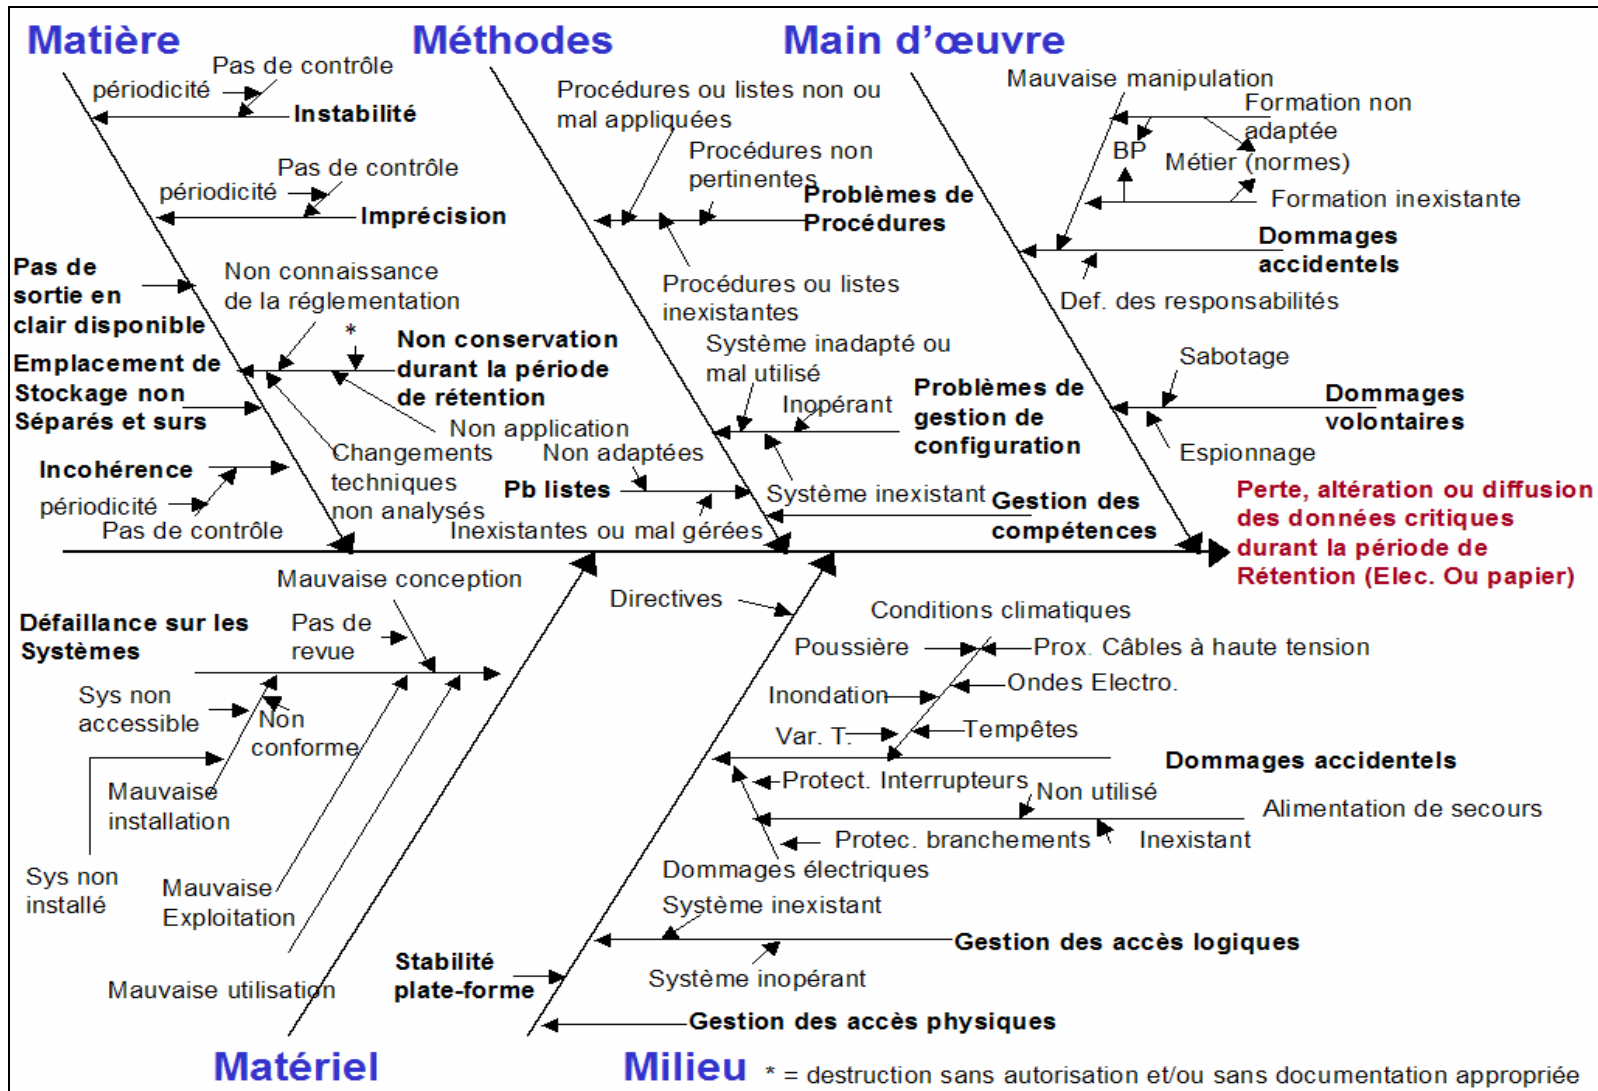 Matière
Méthodes
Main d'œuvre
Pas de contrôle
périodicité
Instabilité
Pas de contrôle
périodicité
Imprécision
Pas de
sortie en
clair disponible
Non connaissance
de la réglementation
*
Non conservation
durant la période
de rétention
Emplacement de
Stockage non
Séparés et surs
Non application
Changements
techniques
non analysés
Incohérence
périodicité
Pas de contrôle
Procédures ou listes non ou
mal appliquées
Procédures non
pertinentes
Problèmes de
Procédures
Procédures ou listes
inexistantes
Système inadapté ou
mal utilisé
Inopérant
Problèmes de
gestion de
configuration
Non adaptées
Pb listes
Système inexistant
Inexistantes ou mal gérées
Gestion des
compétences
Mauvaise manipulation
Formation non
adaptée
BP
Métier (normes)
Formation inexistante
Dommages
accidentels
Def. des responsabilités
Sabotage
Dommages
volontaires
Espionnage
Perte, altération ou diffusion
des données critiques
durant la période de
Rétention (Elec. Ou papier)
Mauvaise conception
Défaillance sur les
Systèmes
Pas de
revue
Sys non
accessible
Non
conforme
Mauvaise
installation
Sys non
installé
Mauvaise
Exploitation
Mauvaise utilisation
Directives
Conditions climatiques
Poussière
Prox. Câbles à haute tension
Inondation
Ondes Electro.
Var. T.
Tempêtes
Dommages accidentels
Protect. Interrupteurs
Non utilisé
Alimentation de secours
Protec. branchements
Inexistant
Dommages électriques
Système inexistant
Gestion des accès logiques
Stabilité
plate-forme
Système inopérant
Gestion des accès physiques
Matériel
Milieu
* = destruction sans autorisation et/ou sans documentation appropriée